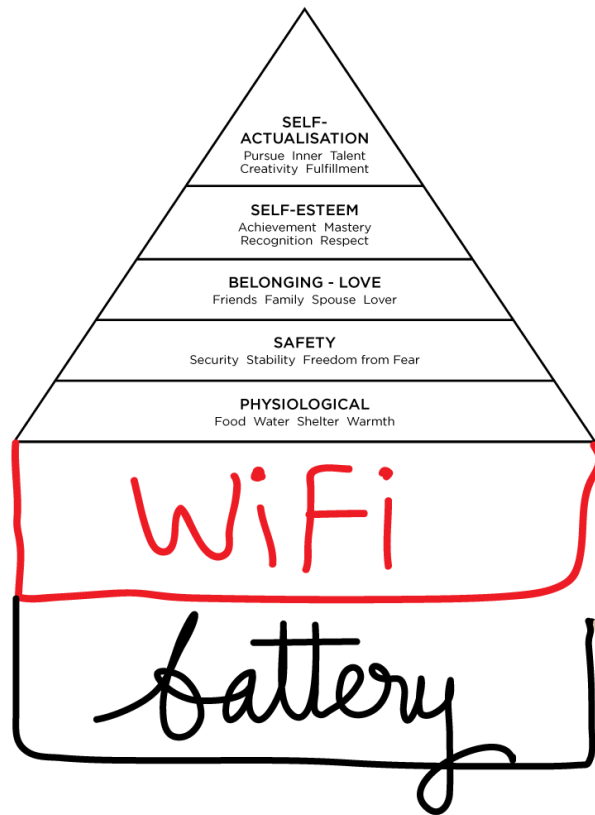 SELF-
ACTUALISATION
Pursue Inner Talent
Creativity Fulfillment
SELF-ESTEEM
Achievement Mastery
Recognition Respect
BELONGING - LOVE
Friends Family Spouse Lover
SAFETY
Security Stability Freedom from Fear
PHYSIOLOGICAL
Food Water Shelter Warmth
WiFi
battery